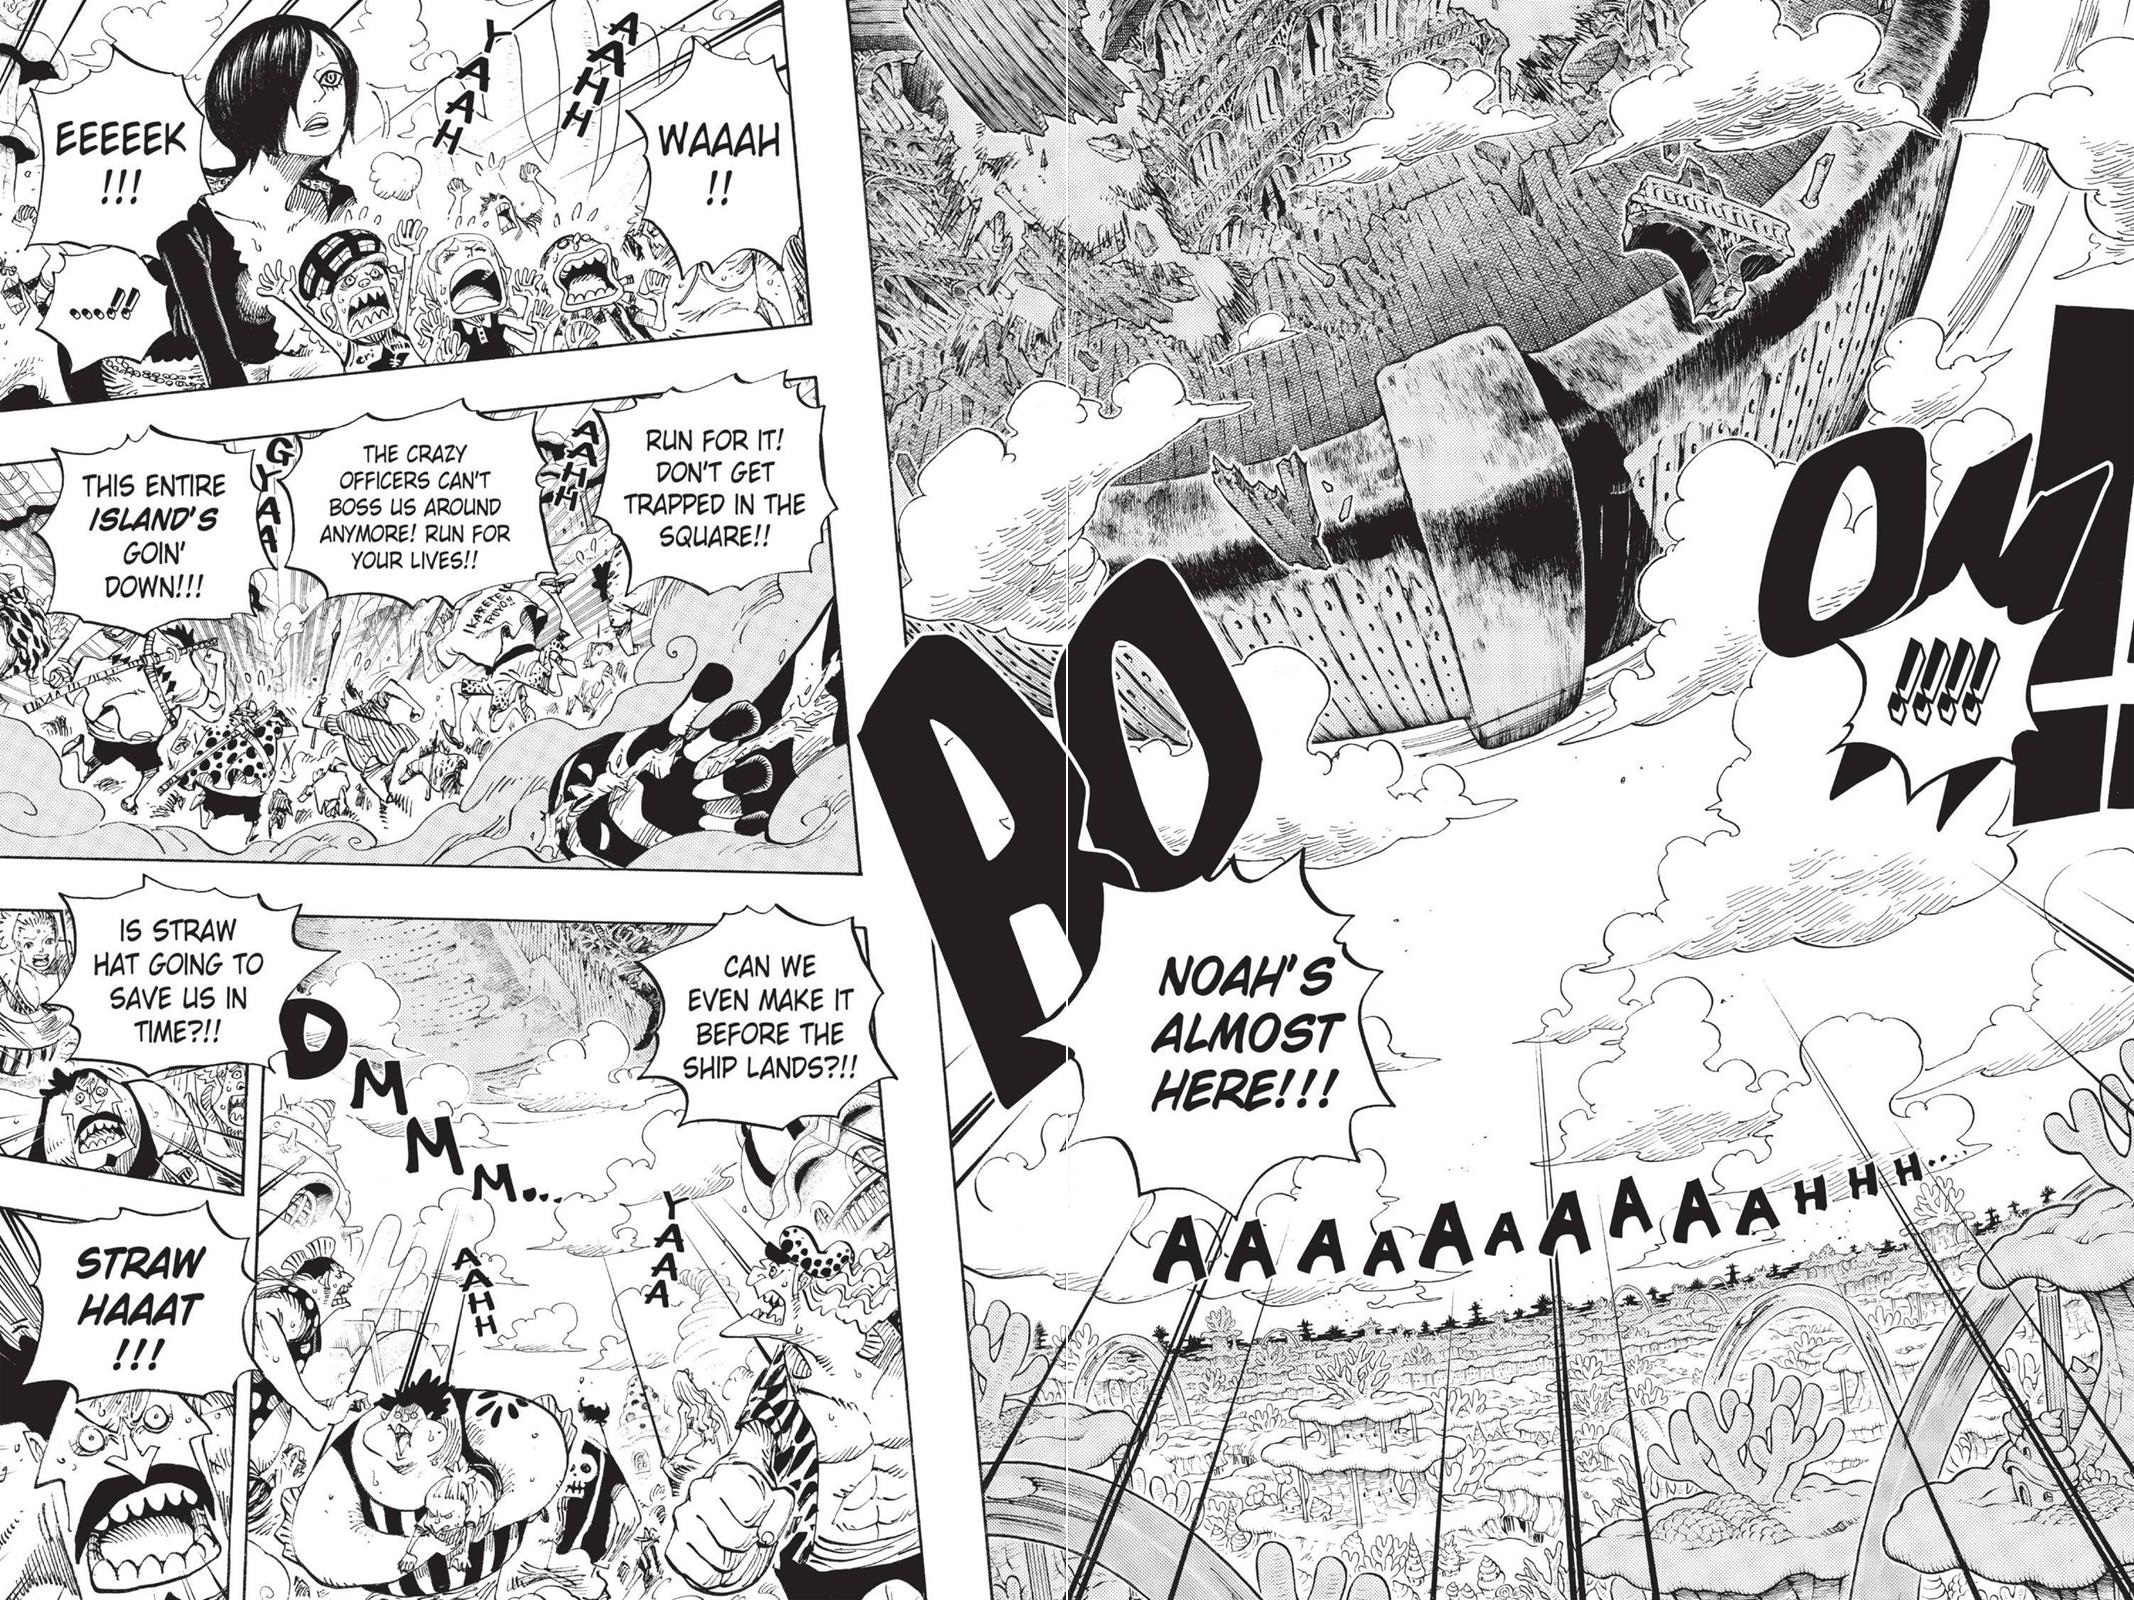 BOOOM!!
!!!!!
NOAH'S
ALMOST
HERE!!!
AAAAAAAAAAAHHH...
WAAAH
!!
AAHH
YAAH
EEEEEK
!!!
...!!
RUN FOR IT!
DON'T GET
TRAPPED IN THE
SQUARE!!
AAHH
THE CRAZY
OFFICERS CAN'T
BOSS US AROUND
ANYMORE! RUN FOR
YOUR LIVES!!
GYAA
THIS ENTIRE
ISLAND'S
GOIN'
DOWN!!!
CAN WE
EVEN MAKE IT
BEFORE THE
SHIP LANDS?!!
DMMM...
YAAA
AAHH
IS STRAW
HAT GOING TO
SAVE US IN
TIME?!!
STRAW
HAAAT
!!!